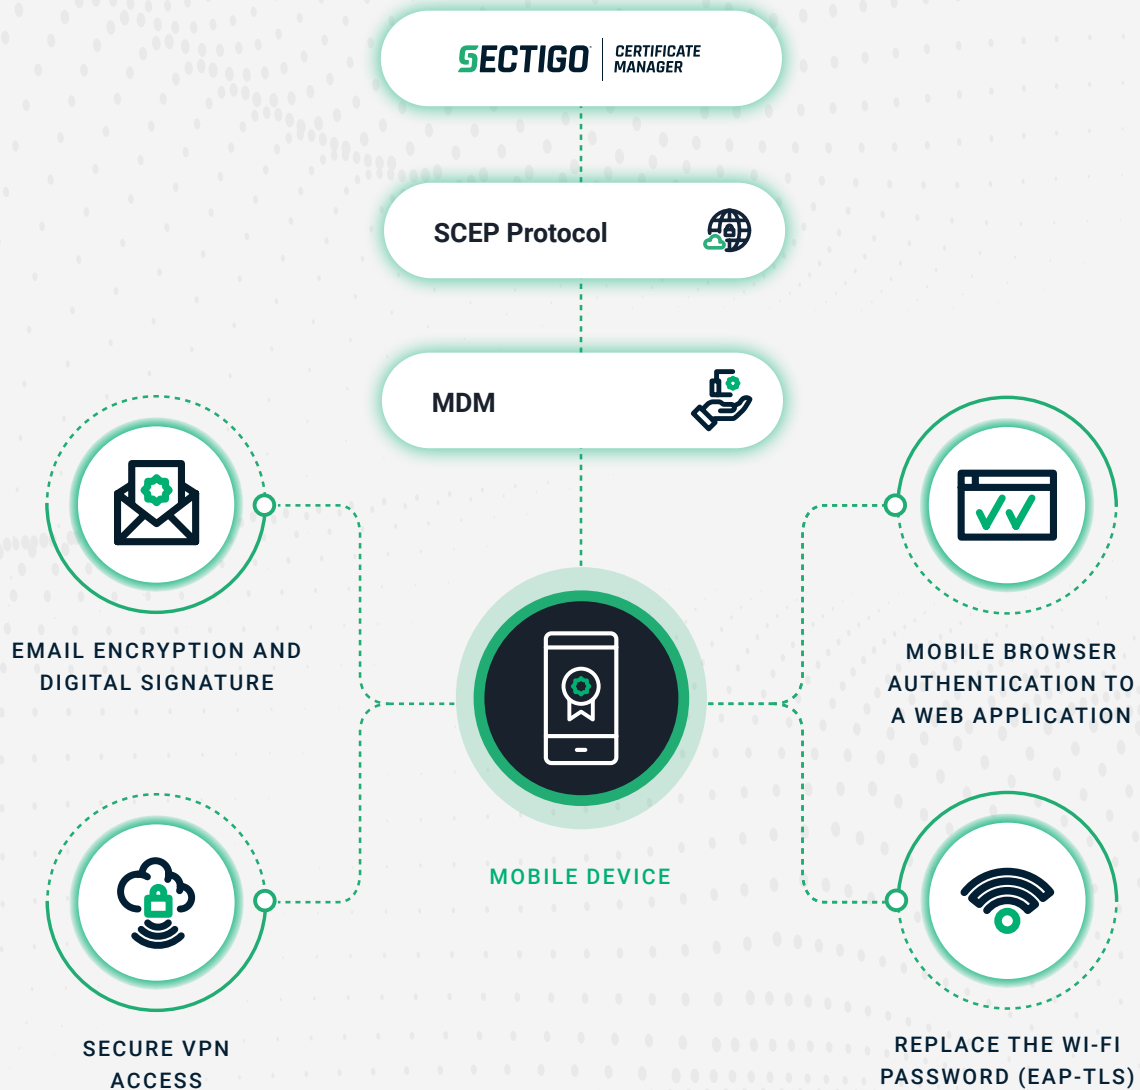 SECTIGO
CERTIFICATE
MANAGER
SCEP Protocol
MDM
EMAIL ENCRYPTION AND
DIGITAL SIGNATURE
MOBILE BROWSER
AUTHENTICATION TO
A WEB APPLICATION
MOBILE DEVICE
SECURE VPN
ACCESS
REPLACE THE WI-FI
PASSWORD (EAP-TLS)